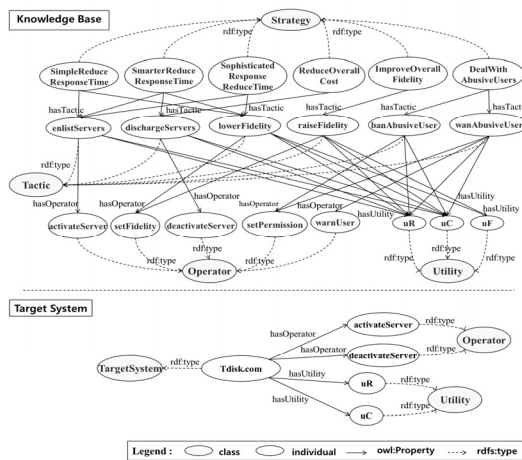 Knowledge Base
Strategy
rdf:type
rdf:type
rdf:type
SimpleReduce
ResponseTime
SmarterReduce
ResponseTime
Sophisticated
Response
ReduceTime
ReduceOverall
Cost
ImproveOverall
Fidelity
DealWith
AbusiveUsers
hasTactic
hasTactic
hasTactic
hasTactic
hasTactic
hasTact
enlistServers
dischargeServers
lowerFidelity
raiseFidelity
banAbusiveUser
wanAbusiveUser
rdf:type
Tactic
hasOperator
hasOperator
hasOperator
hasOperator
hasUtility
hasUtility
activateServer
setFidelity
deactivateServer
setPermission
warnUser
uR
uC
uF
rdf:type
rdf:type
rdf:type
rdf:type
rdf:type
rdf:type
Operator
Utility
Target System
activateServer
rdf:type
hasOperator
Operator
hasOperator
deactivateServer
rdf:type
TargetSystem
rdf:type
Tdisk.com
hasUtility
uR
rdf:type
Utility
hasUtility
uC
rdf:type
Legend :
class
individual
owl:Property
rdfs:type